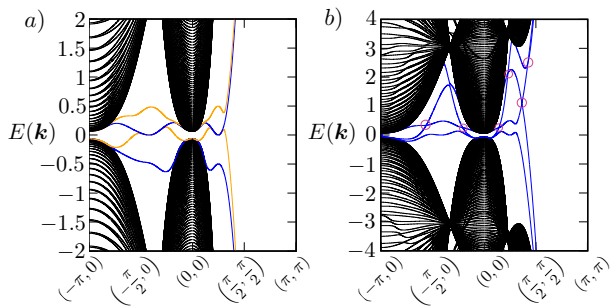 a)
E(k)
2
1.5
1
0.5
0
−0.5
−1
−1.5
−2
(−π, 0)
(−π/2, 0)
(0, 0)
(π/2, π/2)
(π, π)
b)
E(k)
4
3
2
1
0
−1
−2
−3
−4
(−π, 0)
(−π/2, 0)
(0, 0)
(π/2, π/2)
(π, π)